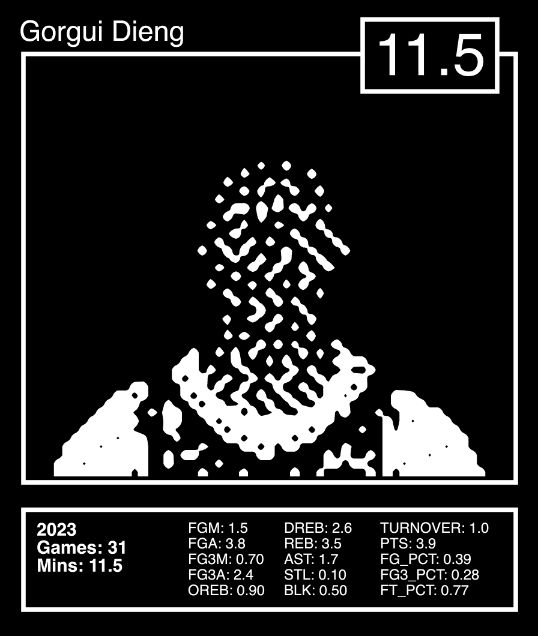 Gorgui Dieng
11.5
2023
Games: 31
Mins: 11.5
FGM: 1.5
FGA: 3.8
FG3M: 0.70
FG3A: 2.4
OREB: 0.90
DREB: 2.6
REB: 3.5
AST: 1.7
STL: 0.10
BLK: 0.50
TURNOVER: 1.0
PTS: 3.9
FG_PCT: 0.39
FG3_PCT: 0.28
FT_PCT: 0.77